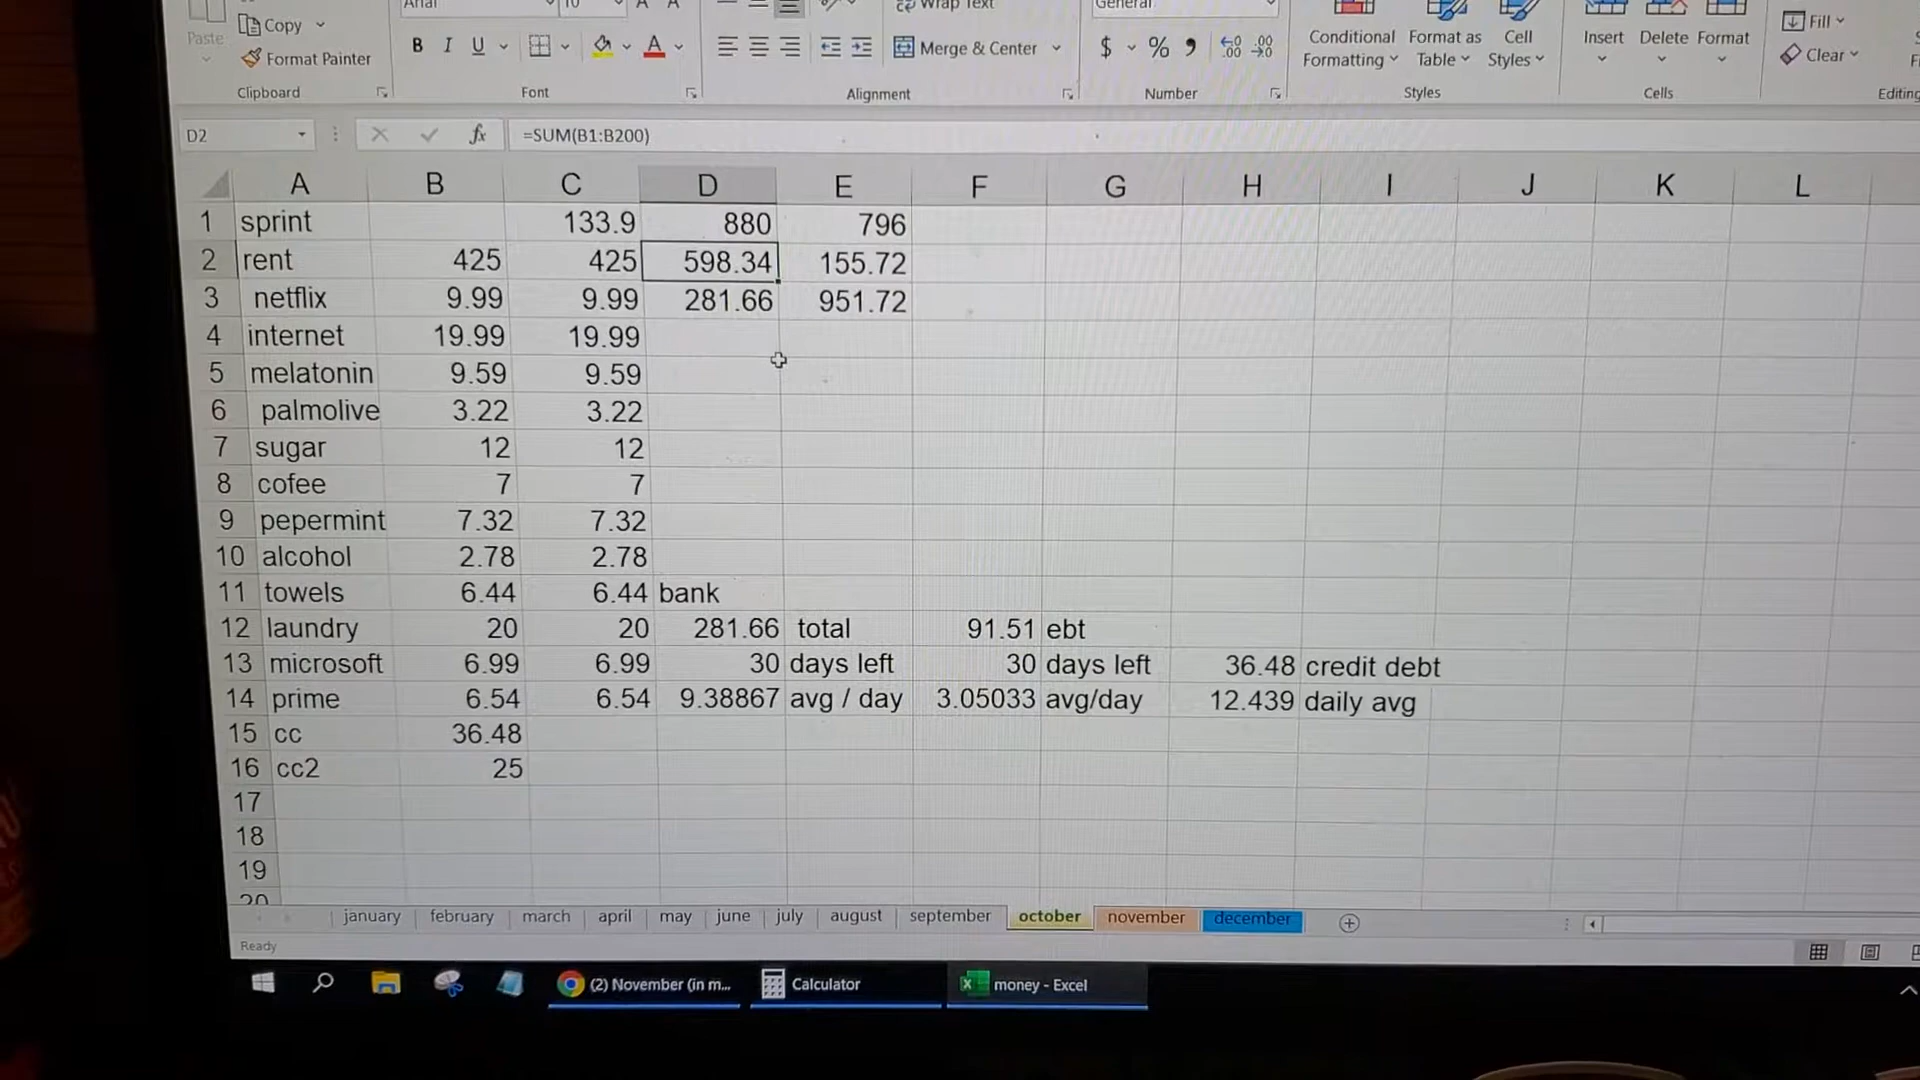 Arial 10 A A Wrap Text General
Copy Fill
Paste B I U A Merge & Center $ % 9 .00 .00 Conditional Format as Cell Insert Delete Format
Format Painter Formatting Table Styles Clear
Clipboard Font Alignment Number Styles Cells Editing
D2 fx =SUM(B1:B200)
A B C D E F G H I J K L
1 sprint 133.9 880 796
2 rent 425 425 598.34 155.72
3 netflix 9.99 9.99 281.66 951.72
4 internet 19.99 19.99
5 melatonin 9.59 9.59
6 palmolive 3.22 3.22
7 sugar 12 12
8 cofee 7 7
9 pepermint 7.32 7.32
10 alcohol 2.78 2.78
11 towels 6.44 6.44 bank
12 laundry 20 20 281.66 total 91.51 ebt
13 microsoft 6.99 6.99 30 days left 30 days left 36.48 credit debt
14 prime 6.54 6.54 9.38867 avg / day 3.05033 avg/day 12.439 daily avg
15 cc 36.48
16 cc2 25
17
18
19
20
january february march april may june july august september october november december
Ready
(2) November (in m... Calculator money - Excel